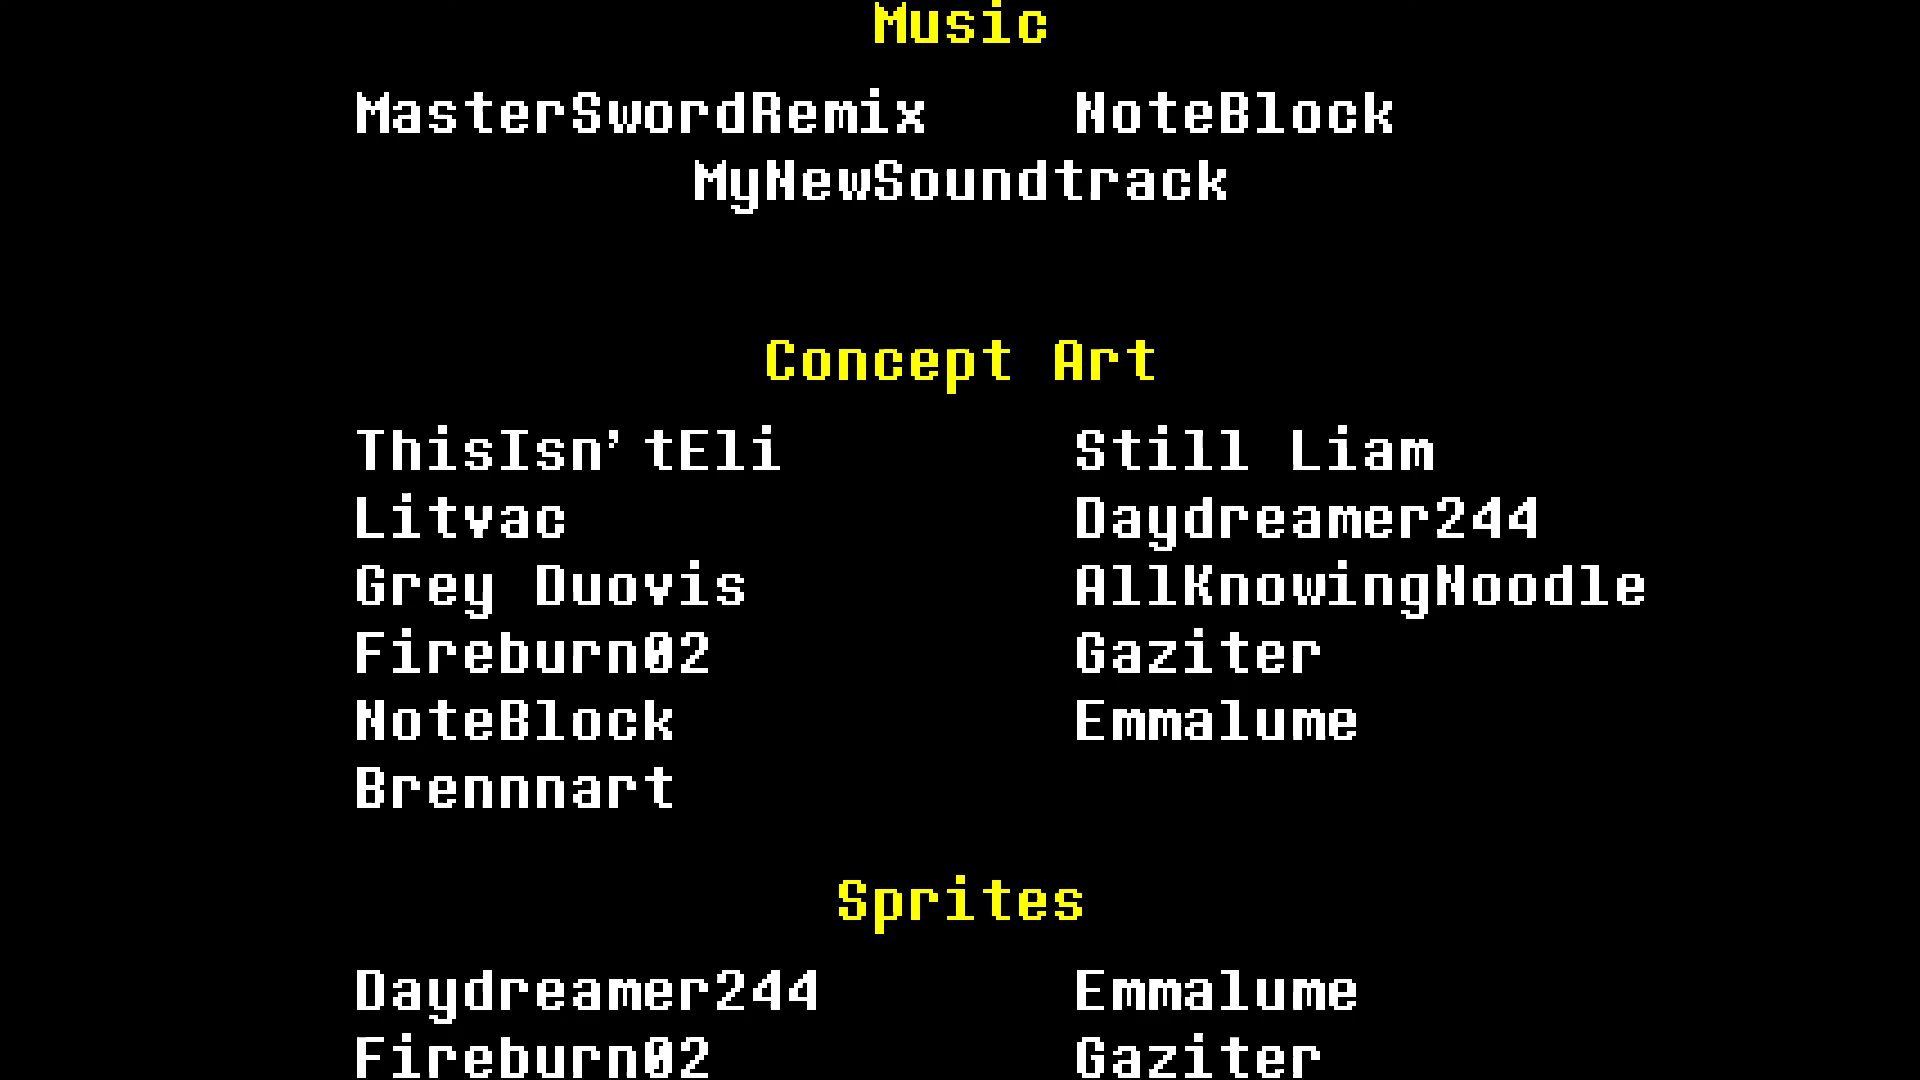 Music
MasterSwordRemix NoteBlock
MyNewSoundtrack
Concept Art
ThisIsn'tEli Still Liam
Litvac Daydreamer244
Grey Duovis AllKnowingNoodle
Fireburn02 Gaziter
NoteBlock Emmalume
Brennnart
Sprites
Daydreamer244 Emmalume
Fireburn02 Gaziter